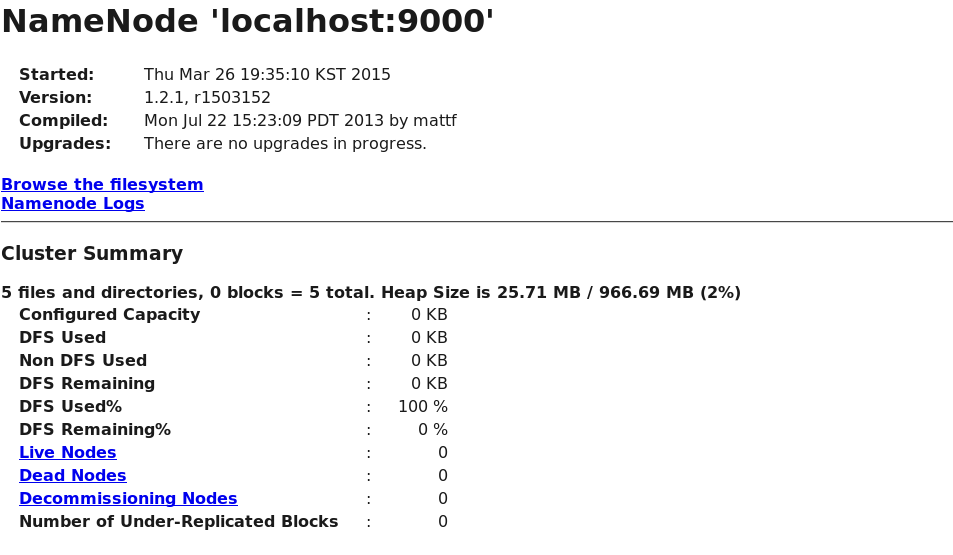 NameNode 'localhost:9000'
Started: Thu Mar 26 19:35:10 KST 2015
Version: 1.2.1, r1503152
Compiled: Mon Jul 22 15:23:09 PDT 2013 by mattf
Upgrades: There are no upgrades in progress.
Browse the filesystem
Namenode Logs
Cluster Summary
5 files and directories, 0 blocks = 5 total. Heap Size is 25.71 MB / 966.69 MB (2%)
Configured Capacity : 0 KB
DFS Used : 0 KB
Non DFS Used : 0 KB
DFS Remaining : 0 KB
DFS Used% : 100 %
DFS Remaining% : 0 %
Live Nodes : 0
Dead Nodes : 0
Decommissioning Nodes : 0
Number of Under-Replicated Blocks : 0